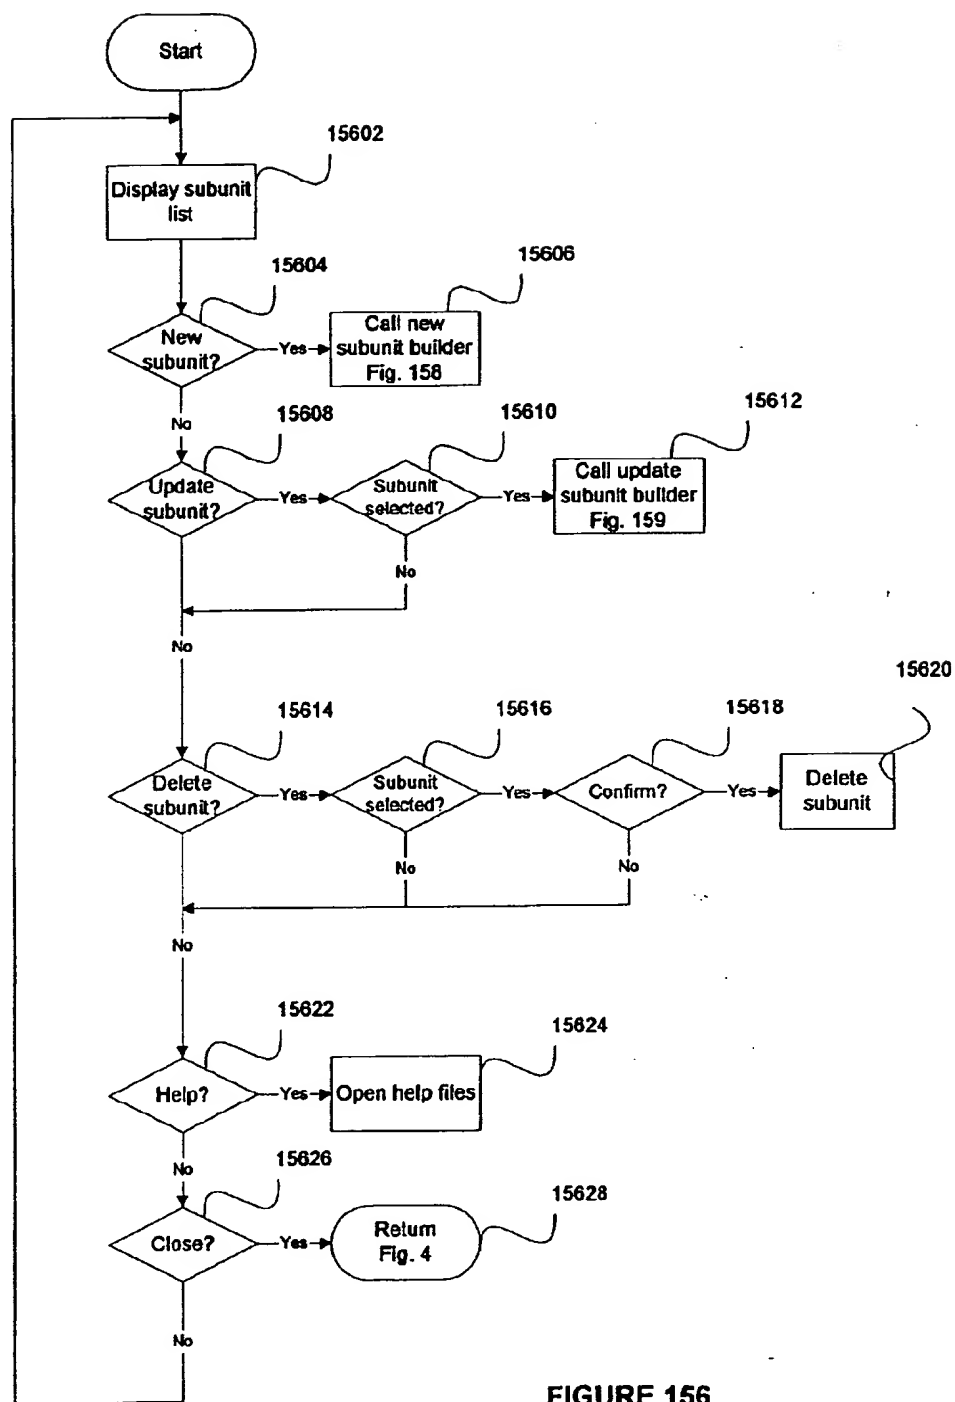 Start
15602
Display subunit
list
15604
15606
New
subunit?
Yes
Call new
subunit builder
Fig. 158
No
15608
15610
15612
Update
subunit?
Yes
Subunit
selected?
Yes
Call update
subunit builder
Fig. 159
No
No
15620
15614
15616
15618
Delete
subunit?
Yes
Subunit
selected?
Yes
Confirm?
Yes
Delete
subunit
No
No
No
15622
15624
Help?
Yes
Open help files
No
15626
15628
Close?
Yes
Return
Fig. 4
No
FIGURE 156